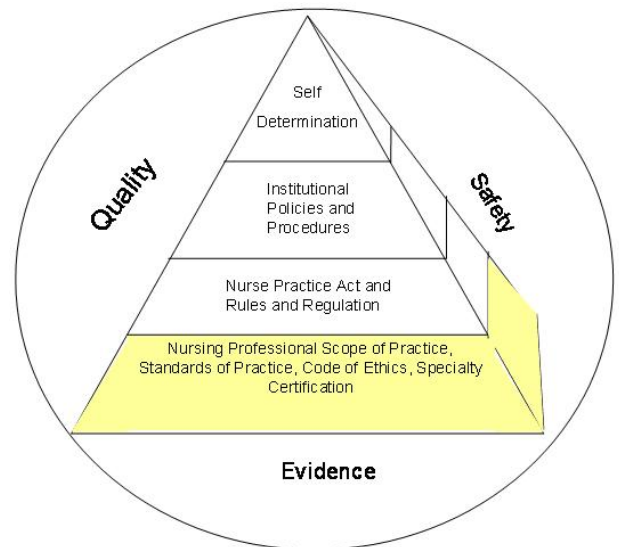 Self
Determination
Quality
Safety
Institutional
Policies and
Procedures
Nurse Practice Act and
Rules and Regulation
Nursing Professional Scope of Practice,
Standards of Practice, Code of Ethics, Specialty
Certification
Evidence